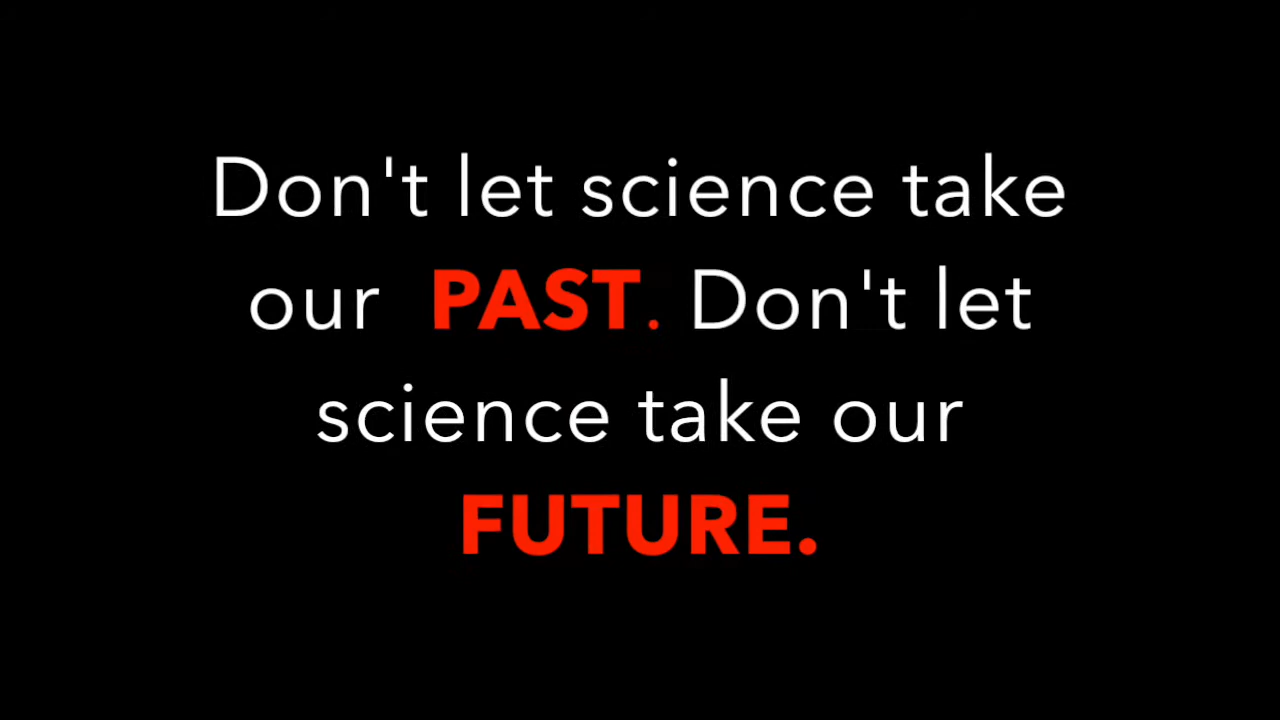 Don't let science take
our PAST. Don't let
science take our
FUTURE.